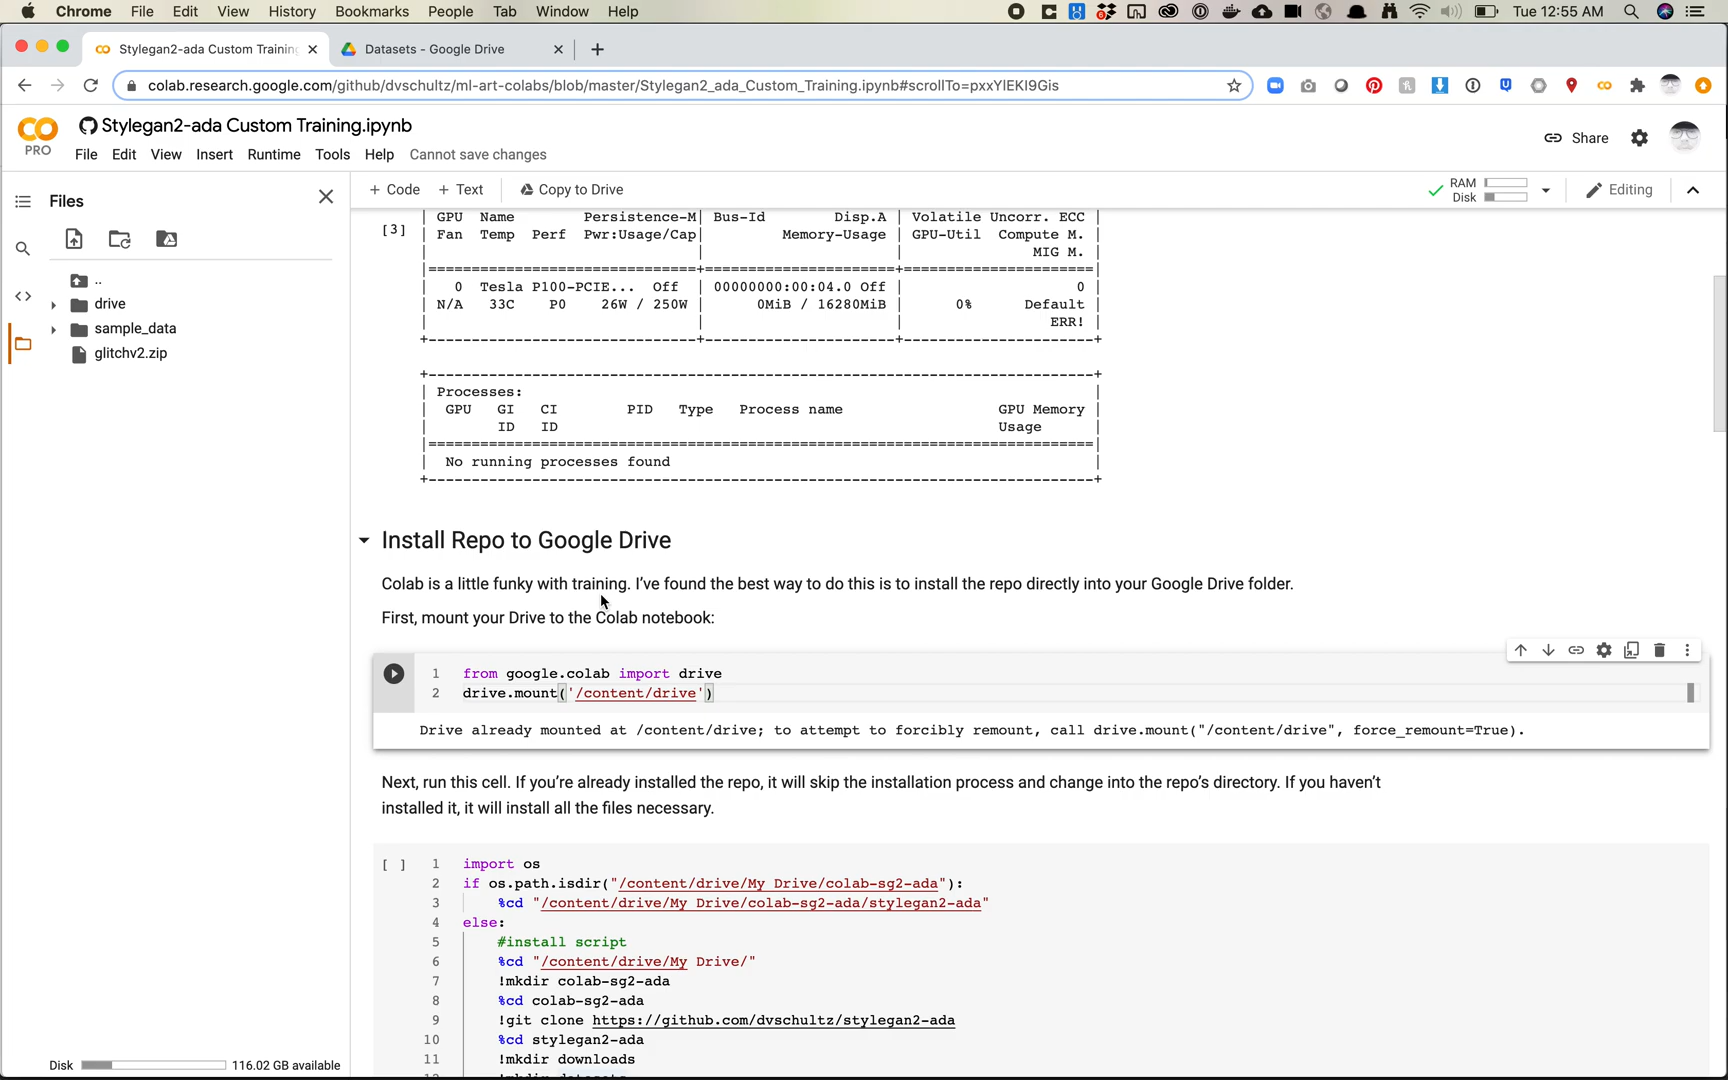 Chrome File Edit View History Bookmarks People Tab Window Help Tue 12:55 AM
Stylegan2-ada Custom Training Datasets - Google Drive
colab.research.google.com/github/dvschultz/ml-art-colabs/blob/master/Stylegan2_ada_Custom_Training.ipynb#scrollTo=pxxYlEKI9Gis
Stylegan2-ada Custom Training.ipynb
PRO
File Edit View Insert Runtime Tools Help Cannot save changes
Share
Files
+ Code + Text Copy to Drive
RAM
Disk
Editing
..
drive
sample_data
glitchv2.zip
[3]
| GPU Name Persistence-M| Bus-Id Disp.A | Volatile Uncorr. ECC |
| Fan Temp Perf Pwr:Usage/Cap| Memory-Usage | GPU-Util Compute M. |
| | | MIG M. |
|===============================+======================+======================|
| 0 Tesla P100-PCIE... Off | 00000000:00:04.0 Off | 0 |
| N/A 33C P0 26W / 250W | 0MiB / 16280MiB | 0% Default |
| | | ERR! |
+-------------------------------+----------------------+----------------------+
+-----------------------------------------------------------------------------+
| Processes: |
| GPU GI CI PID Type Process name GPU Memory |
| ID ID Usage |
|=============================================================================|
| No running processes found |
+-----------------------------------------------------------------------------+
Install Repo to Google Drive
Colab is a little funky with training. I've found the best way to do this is to install the repo directly into your Google Drive folder.
First, mount your Drive to the Colab notebook:
1 from google.colab import drive
2 drive.mount('/content/drive')
Drive already mounted at /content/drive; to attempt to forcibly remount, call drive.mount("/content/drive", force_remount=True).
Next, run this cell. If you're already installed the repo, it will skip the installation process and change into the repo's directory. If you haven't
installed it, it will install all the files necessary.
[ ] 1 import os
2 if os.path.isdir("/content/drive/My Drive/colab-sg2-ada"):
3 %cd "/content/drive/My Drive/colab-sg2-ada/stylegan2-ada"
4 else:
5 #install script
6 %cd "/content/drive/My Drive/"
7 !mkdir colab-sg2-ada
8 %cd colab-sg2-ada
9 !git clone https://github.com/dvschultz/stylegan2-ada
10 %cd stylegan2-ada
11 !mkdir downloads
12 !mkdir datasets
Disk 116.02 GB available